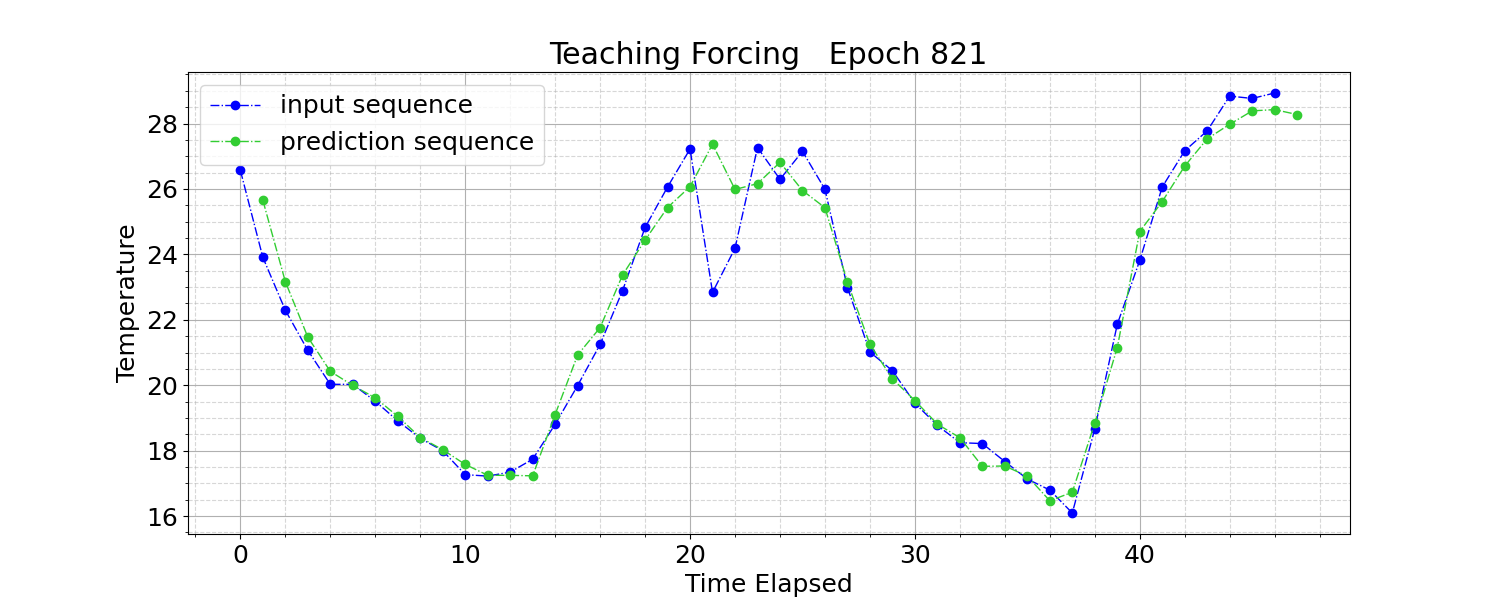 Teaching Forcing   Epoch 821
input sequence
prediction sequence
Temperature
28
26
24
22
20
18
16
0 10 20 30 40
Time Elapsed